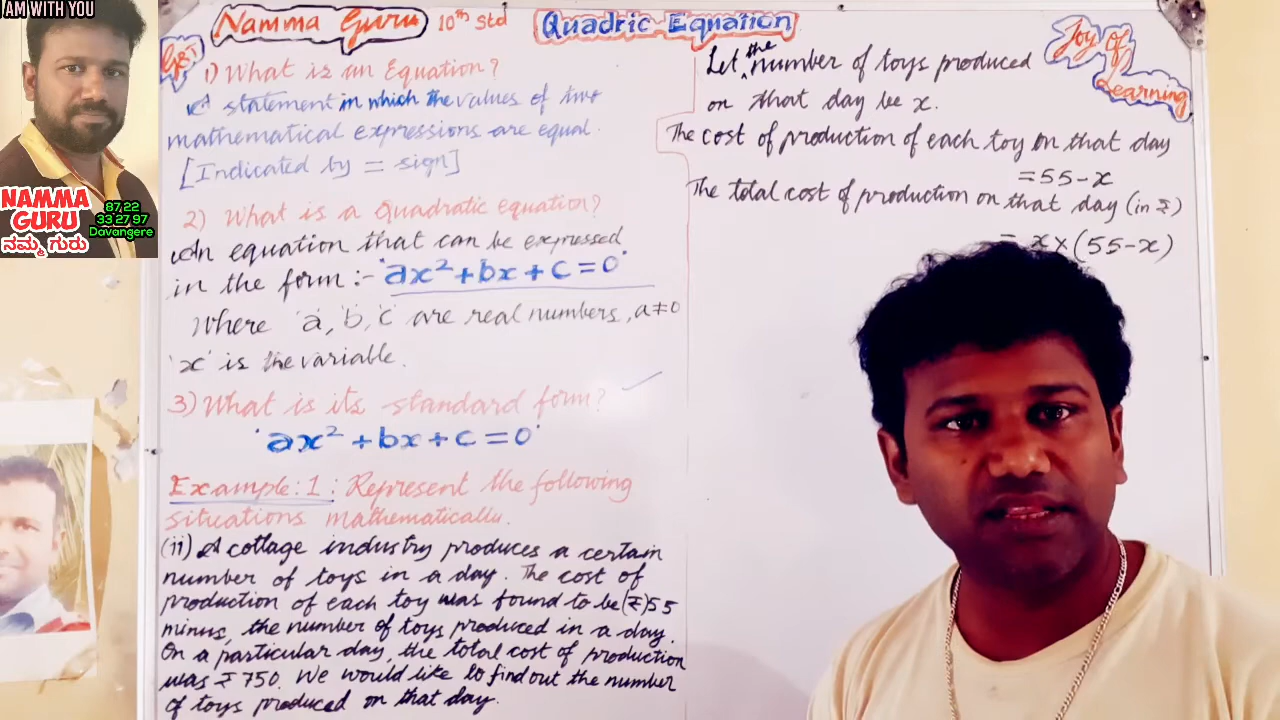 I AM WITH YOU
NAMMA
GURU
ನಮ್ಮ ಗುರು
87,22
33 27 97
Davangere
GBT
Namma Guru 10th Std Quadric Equation
Joy Of
Learning
1) What is an Equation?
A statement in which the values of two
mathematical expressions are equal.
[Indicated by = sign]
2) What is a Quadratic equation?
An equation that can be expressed
in the form :- 'ax²+bx+c=0'
Where 'a', 'b', 'c' are real numbers, a≠0
'x' is the variable.
3) What is its standard form?
'ax²+bx+c=0'
Example: 1 : Represent the following
situations mathematically.
(ii) A cottage industry produces a certain
number of toys in a day. The cost of
production of each toy was found to be (₹)55
minus, the number of toys produced in a day.
On a particular day, the total cost of production
was ₹750. We would like to find out the number
of toys produced on that day.
Let the number of toys produced
on that day be x.
The cost of production of each toy on that day
=55-x
The total cost of production on that day (in ₹)
= x×(55-x)